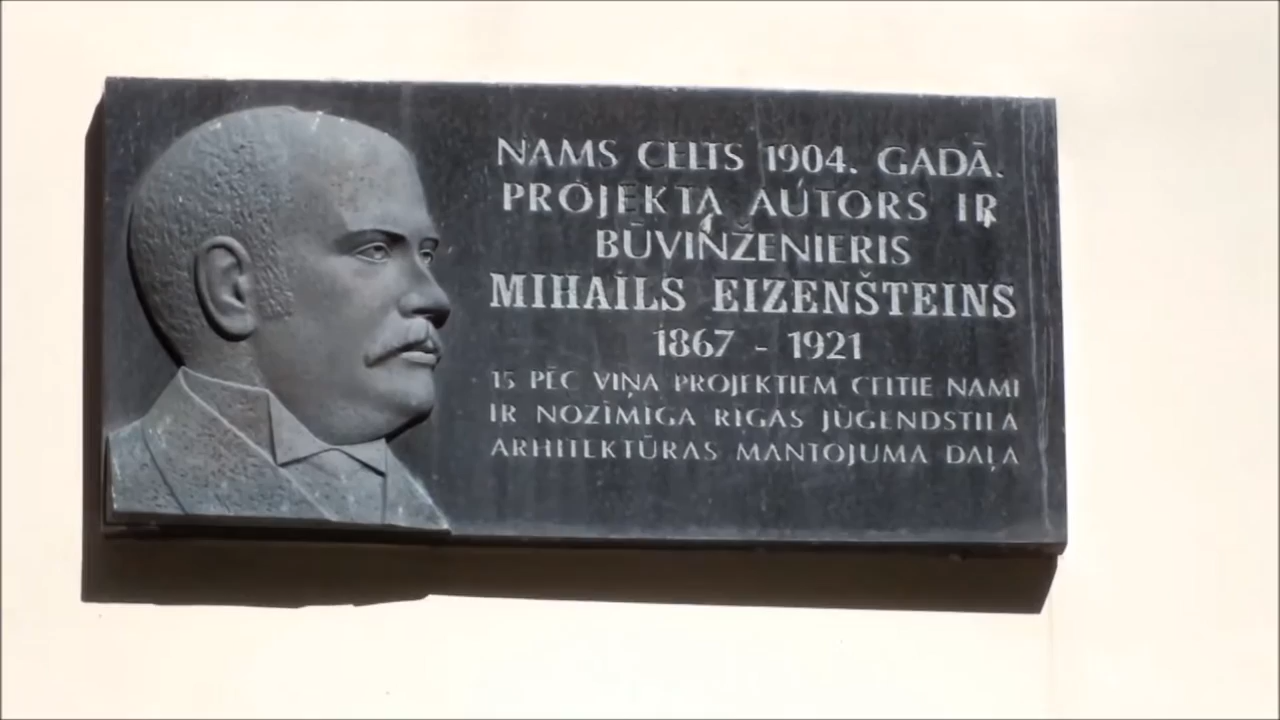 NAMS CELTS 1904. GADĀ.
PROJEKTA AUTORS IR
BŪVINŽENIERIS
MIHAILS EIZENŠTEINS
1867 - 1921
15 PĒC VIŅA PROJEKTIEM CELTIE NAMI
IR NOZĪMĪGA RĪGAS JŪGENDSTILA
ARHITEKTŪRAS MANTOJUMA DAĻA